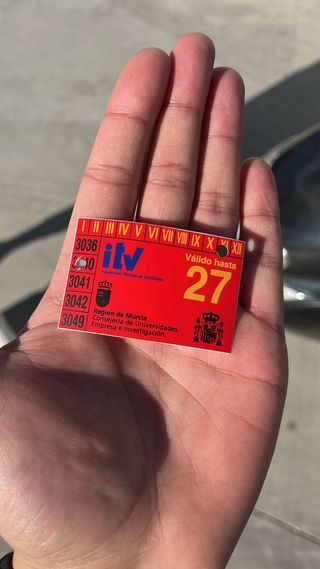 I II III IV V VI VII VIII IX X XI XII
3036
3041
3042
3049
itv
Inspección Técnica de Vehículos
Válido hasta
27
Región de Murcia
Consejería de Universidades,
Empresa e Investigación.